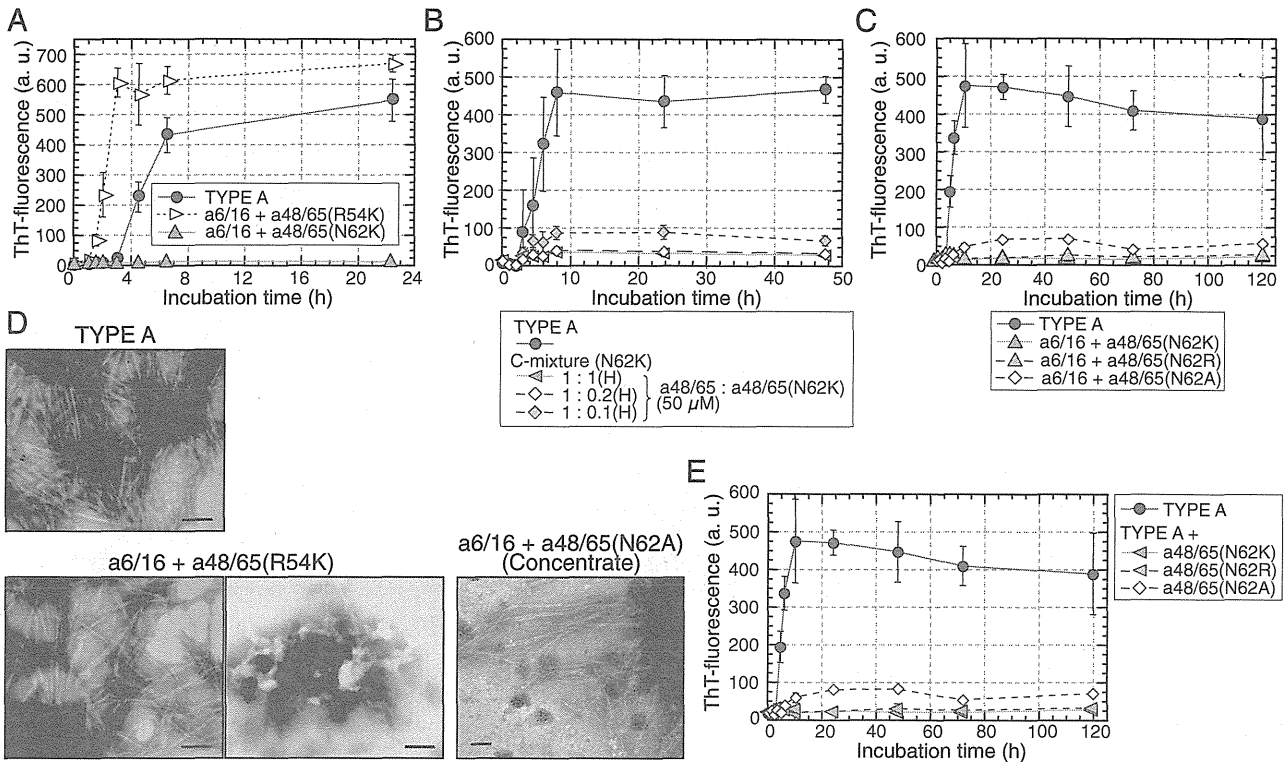 A
ThT-fluorescence (a. u.)
700
600
500
400
300
200
100
0
0 4 8 12 16 20 24
Incubation time (h)
TYPE A
a6/16 + a48/65(R54K)
a6/16 + a48/65(N62K)
B
ThT-fluorescence (a. u.)
600
500
400
300
200
100
0
0 10 20 30 40 50
Incubation time (h)
TYPE A
C-mixture (N62K)
1 : 1(H)
1 : 0.2(H)
1 : 0.1(H)
a48/65 : a48/65(N62K)
(50 µM)
C
ThT-fluorescence (a. u.)
600
500
400
300
200
100
0
0 20 40 60 80 100 120
Incubation time (h)
TYPE A
a6/16 + a48/65(N62K)
a6/16 + a48/65(N62R)
a6/16 + a48/65(N62A)
D
TYPE A
a6/16 + a48/65(R54K)
a6/16 + a48/65(N62A)
(Concentrate)
E
ThT-fluorescence (a. u.)
600
500
400
300
200
100
0
0 20 40 60 80 100 120
Incubation time (h)
TYPE A
TYPE A +
a48/65(N62K)
a48/65(N62R)
a48/65(N62A)